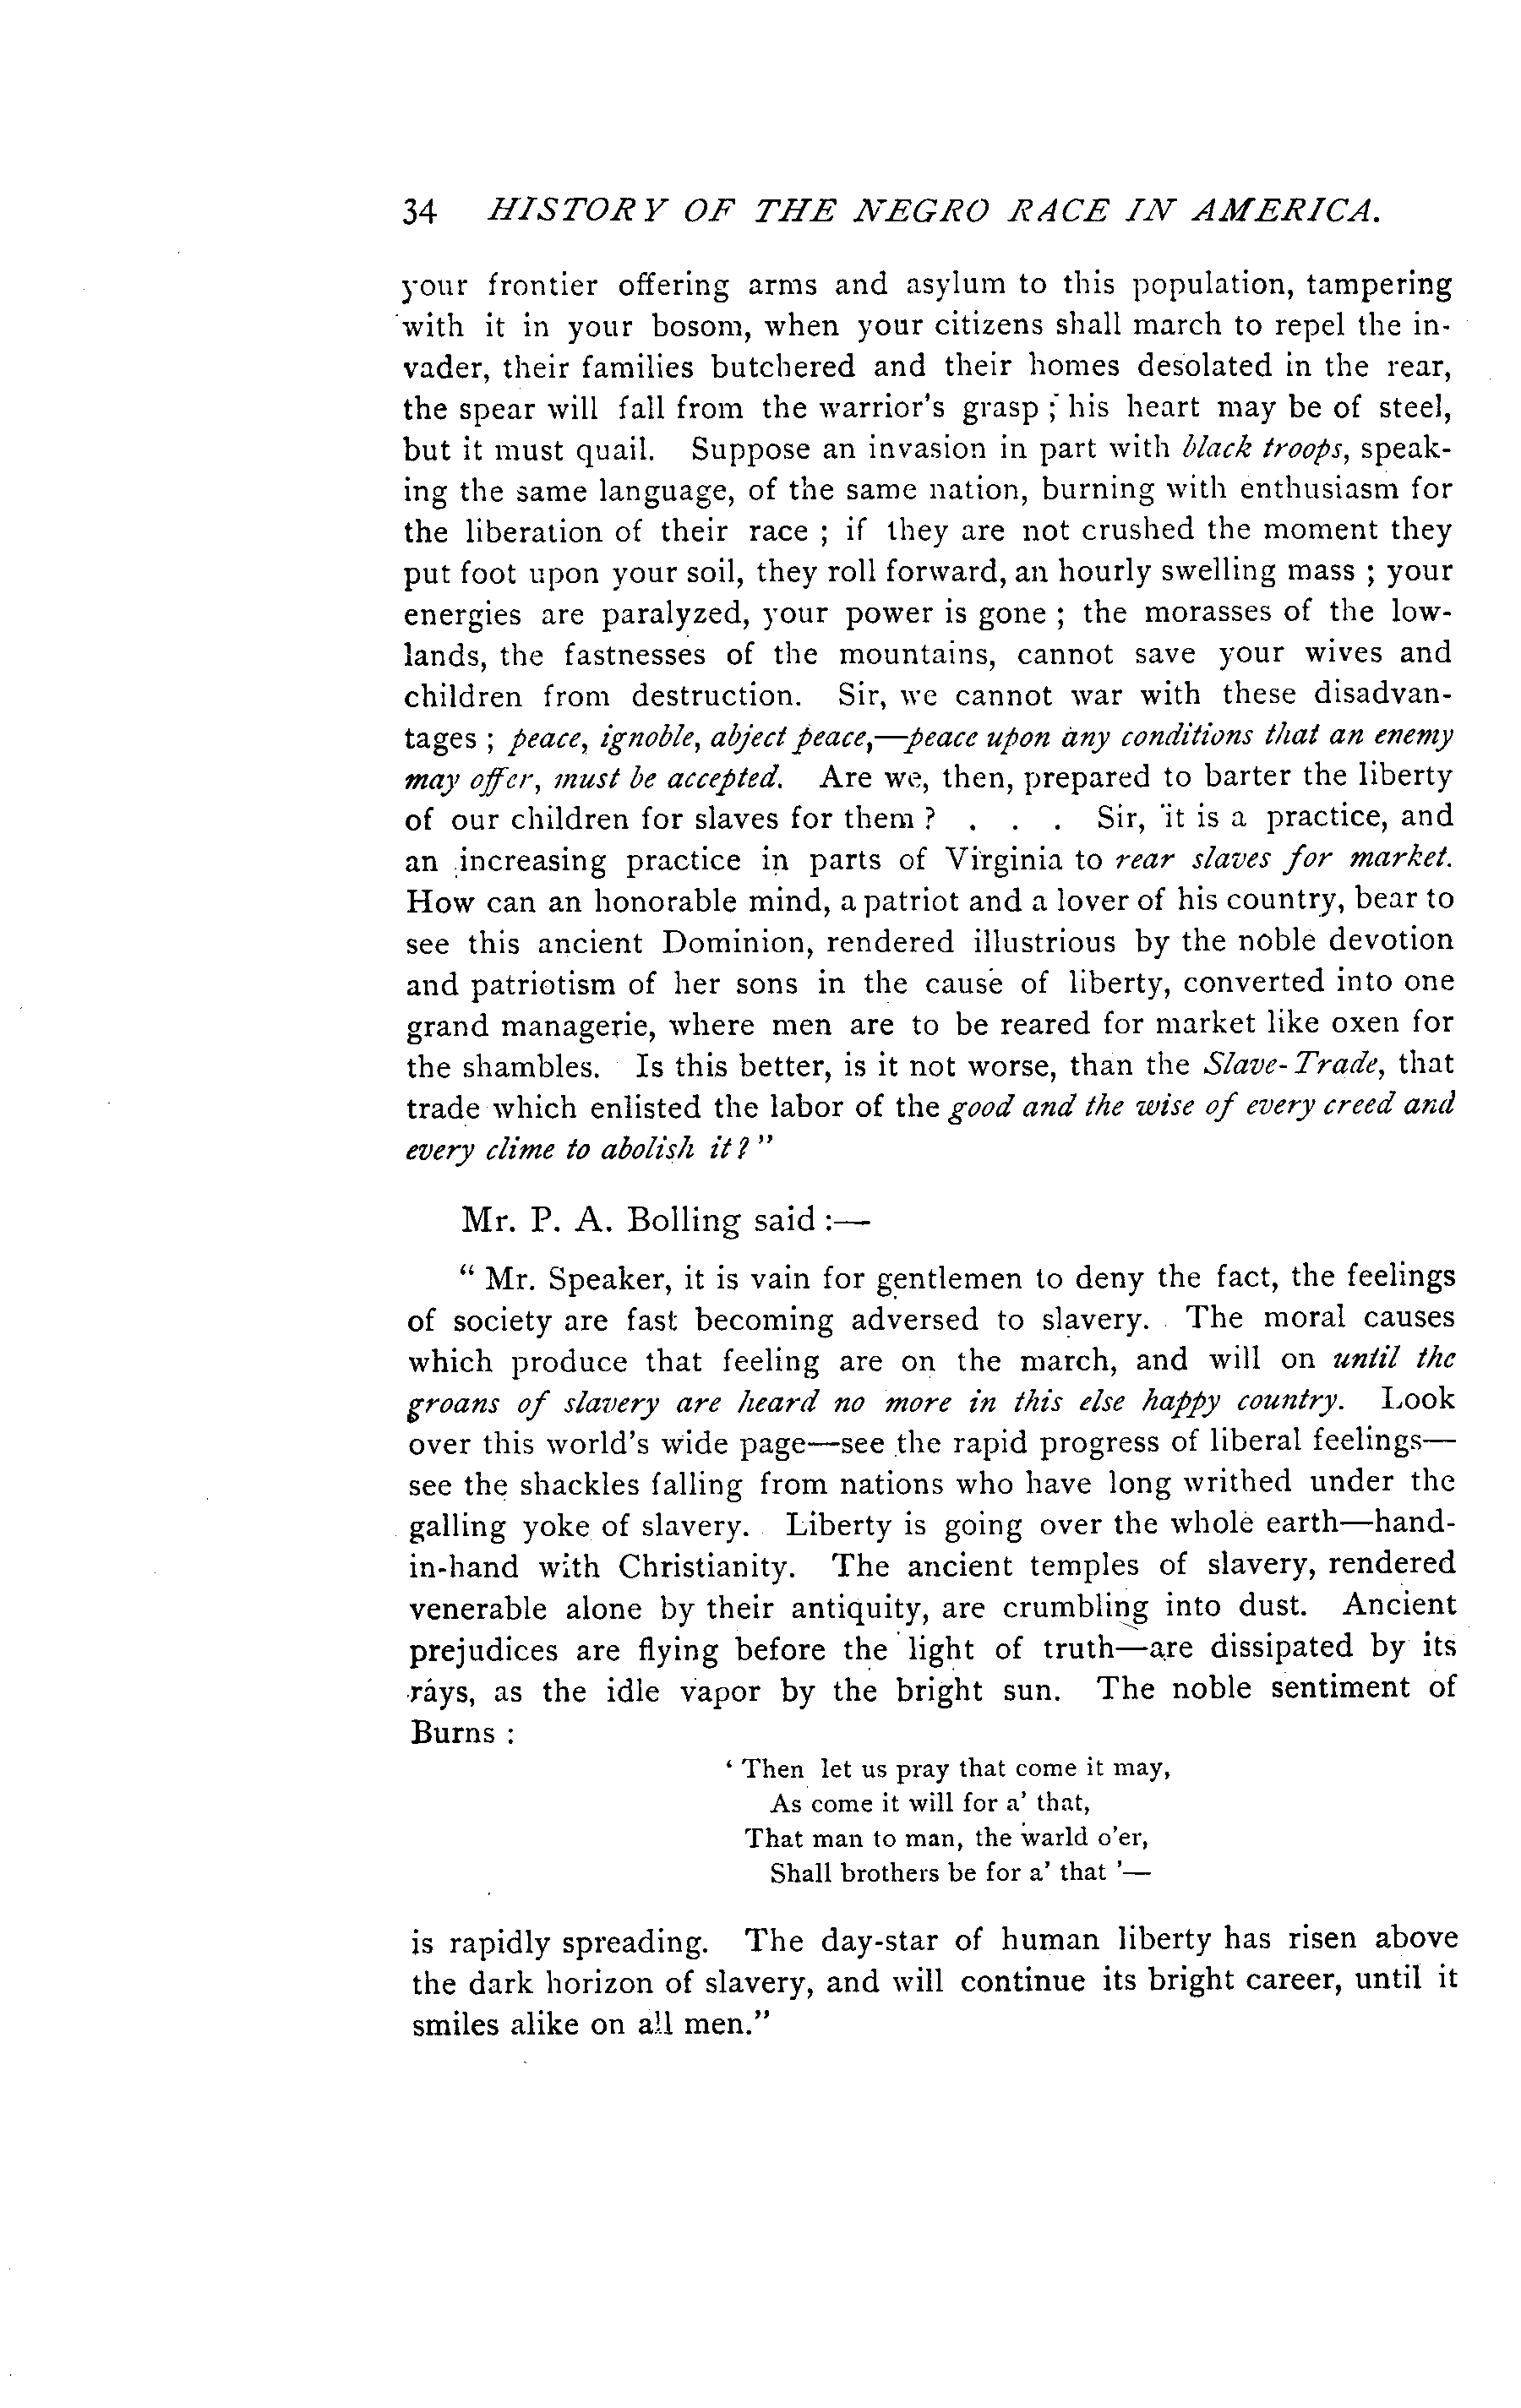 34 HISTORY OF THE NEGRO RACE IN AMERICA.
your frontier offering arms and asylum to this population, tampering
with it in your bosom, when your citizens shall march to repel the in-
vader, their families butchered and their homes desolated in the rear,
the spear will fall from the warrior's grasp ; his heart may be of steel,
but it must quail. Suppose an invasion in part with black troops, speak-
ing the same language, of the same nation, burning with enthusiasm for
the liberation of their race ; if they are not crushed the moment they
put foot upon your soil, they roll forward, an hourly swelling mass ; your
energies are paralyzed, your power is gone ; the morasses of the low-
lands, the fastnesses of the mountains, cannot save your wives and
children from destruction. Sir, we cannot war with these disadvan-
tages ; peace, ignoble, abject peace,—peace upon any conditions that an enemy
may offer, must be accepted. Are we, then, prepared to barter the liberty
of our children for slaves for them ? . . . Sir, it is a practice, and
an increasing practice in parts of Virginia to rear slaves for market.
How can an honorable mind, a patriot and a lover of his country, bear to
see this ancient Dominion, rendered illustrious by the noble devotion
and patriotism of her sons in the cause of liberty, converted into one
grand managerie, where men are to be reared for market like oxen for
the shambles. Is this better, is it not worse, than the Slave-Trade, that
trade which enlisted the labor of the good and the wise of every creed and
every clime to abolish it ? "
Mr. P. A. Bolling said :—
" Mr. Speaker, it is vain for gentlemen to deny the fact, the feelings
of society are fast becoming adversed to slavery. The moral causes
which produce that feeling are on the march, and will on until the
groans of slavery are heard no more in this else happy country. Look
over this world's wide page—see the rapid progress of liberal feelings—
see the shackles falling from nations who have long writhed under the
galling yoke of slavery. Liberty is going over the whole earth—hand-
in-hand with Christianity. The ancient temples of slavery, rendered
venerable alone by their antiquity, are crumbling into dust. Ancient
prejudices are flying before the light of truth—are dissipated by its
rays, as the idle vapor by the bright sun. The noble sentiment of
Burns :
' Then let us pray that come it may,
As come it will for a' that,
That man to man, the warld o'er,
Shall brothers be for a' that '—
is rapidly spreading. The day-star of human liberty has risen above
the dark horizon of slavery, and will continue its bright career, until it
smiles alike on all men."